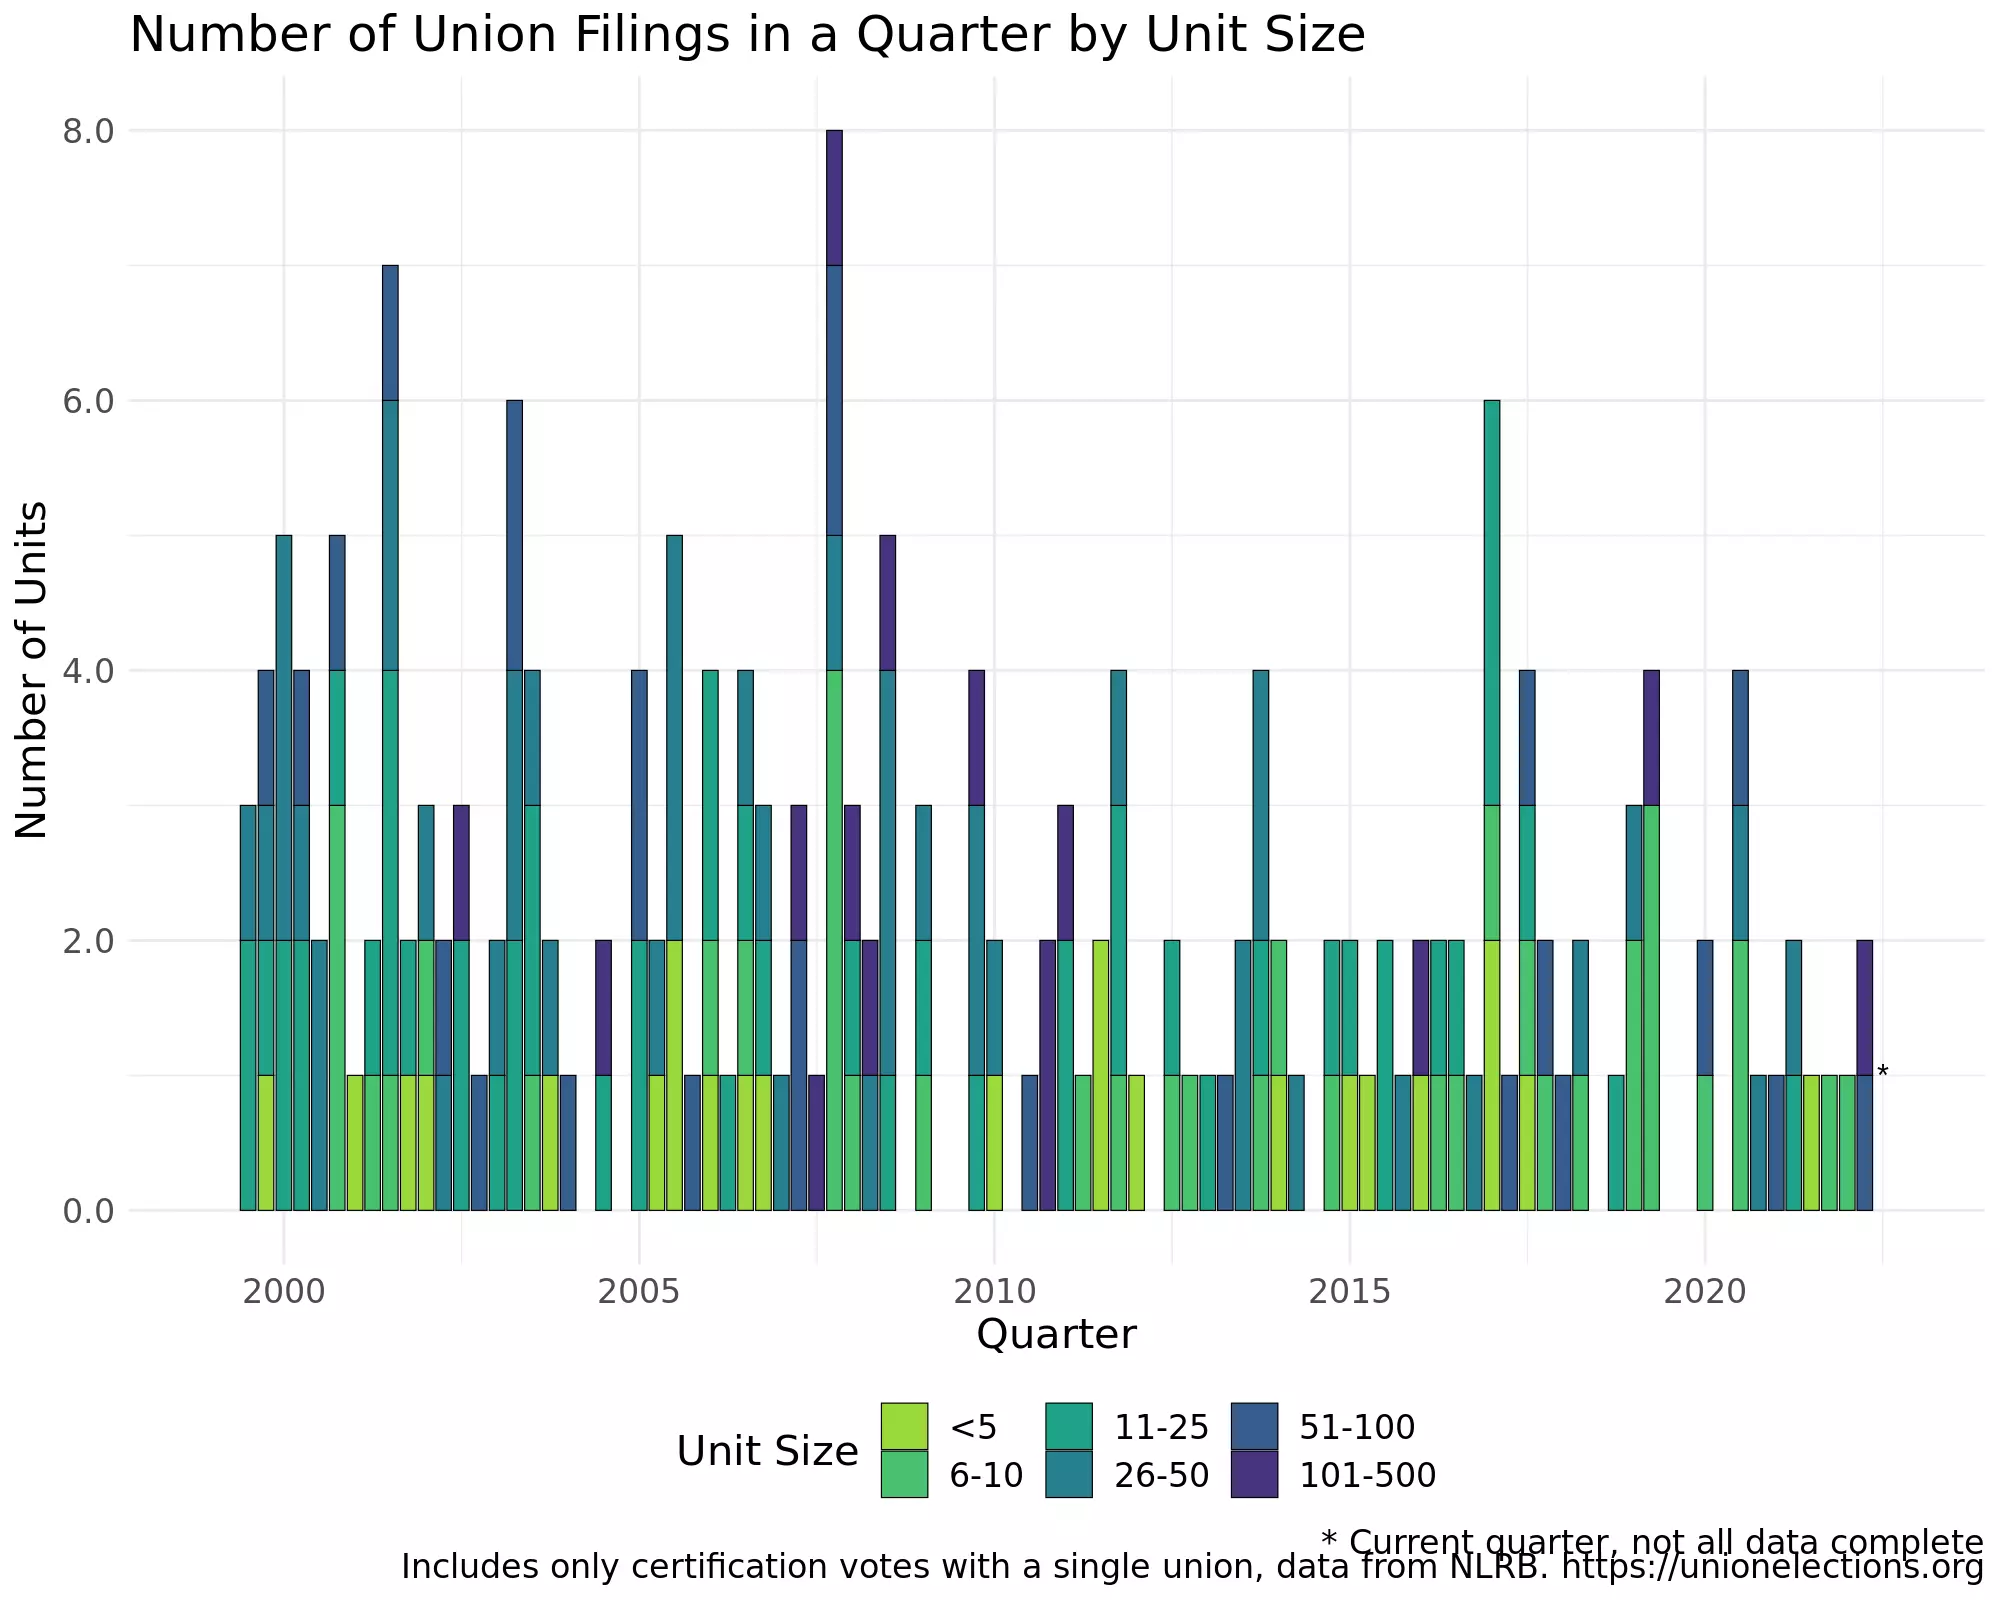 Number of Union Filings in a Quarter by Unit Size
Number of Units
8.0
6.0
4.0
2.0
0.0
*
2000 2005 2010 2015 2020
Quarter
Unit Size
<5 11-25 51-100
6-10 26-50 101-500
* Current quarter, not all data complete
Includes only certification votes with a single union, data from NLRB. https://unionelections.org